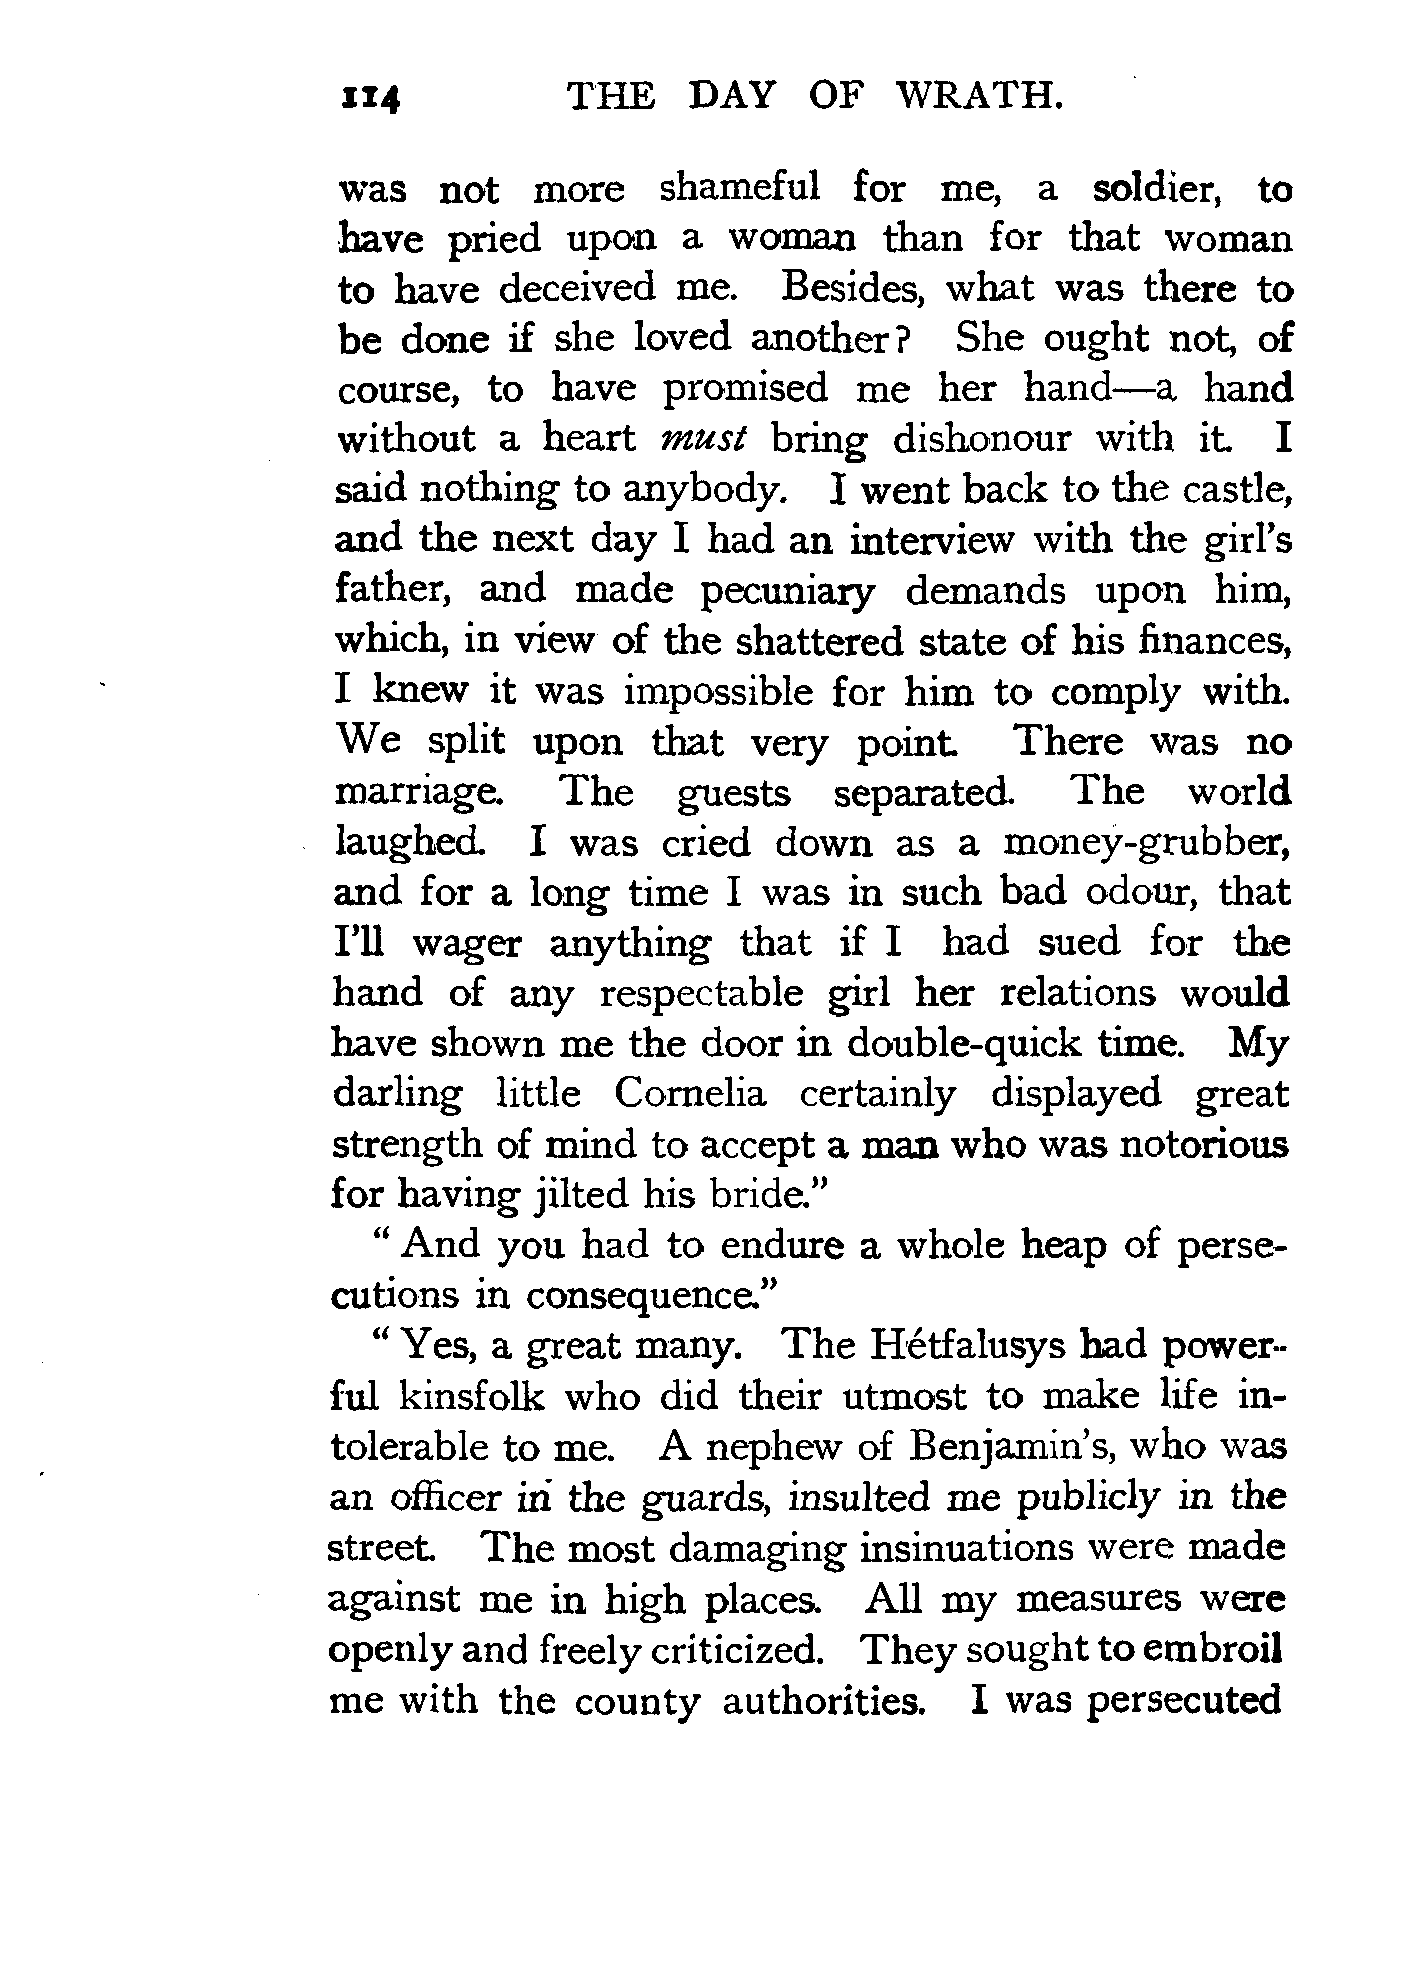 114 THE DAY OF WRATH.
was not more shameful for me, a soldier, to
have pried upon a woman than for that woman
to have deceived me. Besides, what was there to
be done if she loved another? She ought not, of
course, to have promised me her hand—a hand
without a heart must bring dishonour with it. I
said nothing to anybody. I went back to the castle,
and the next day I had an interview with the girl's
father, and made pecuniary demands upon him,
which, in view of the shattered state of his finances,
I knew it was impossible for him to comply with.
We split upon that very point. There was no
marriage. The guests separated. The world
laughed. I was cried down as a money-grubber,
and for a long time I was in such bad odour, that
I'll wager anything that if I had sued for the
hand of any respectable girl her relations would
have shown me the door in double-quick time. My
darling little Cornelia certainly displayed great
strength of mind to accept a man who was notorious
for having jilted his bride."
"And you had to endure a whole heap of perse-
cutions in consequence."
"Yes, a great many. The Hétfalusys had power-
ful kinsfolk who did their utmost to make life in-
tolerable to me. A nephew of Benjamin's, who was
an officer in the guards, insulted me publicly in the
street. The most damaging insinuations were made
against me in high places. All my measures were
openly and freely criticized. They sought to embroil
me with the county authorities. I was persecuted